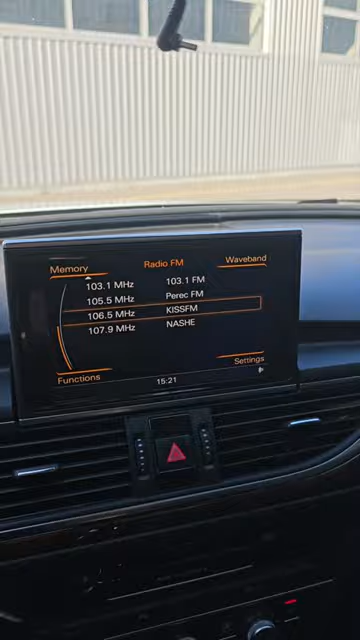 Memory Radio FM Waveband
103.1 MHz 103.1 FM
105.5 MHz Perec FM
106.5 MHz KISSFM
107.9 MHz NASHE
Settings
Functions 15:21